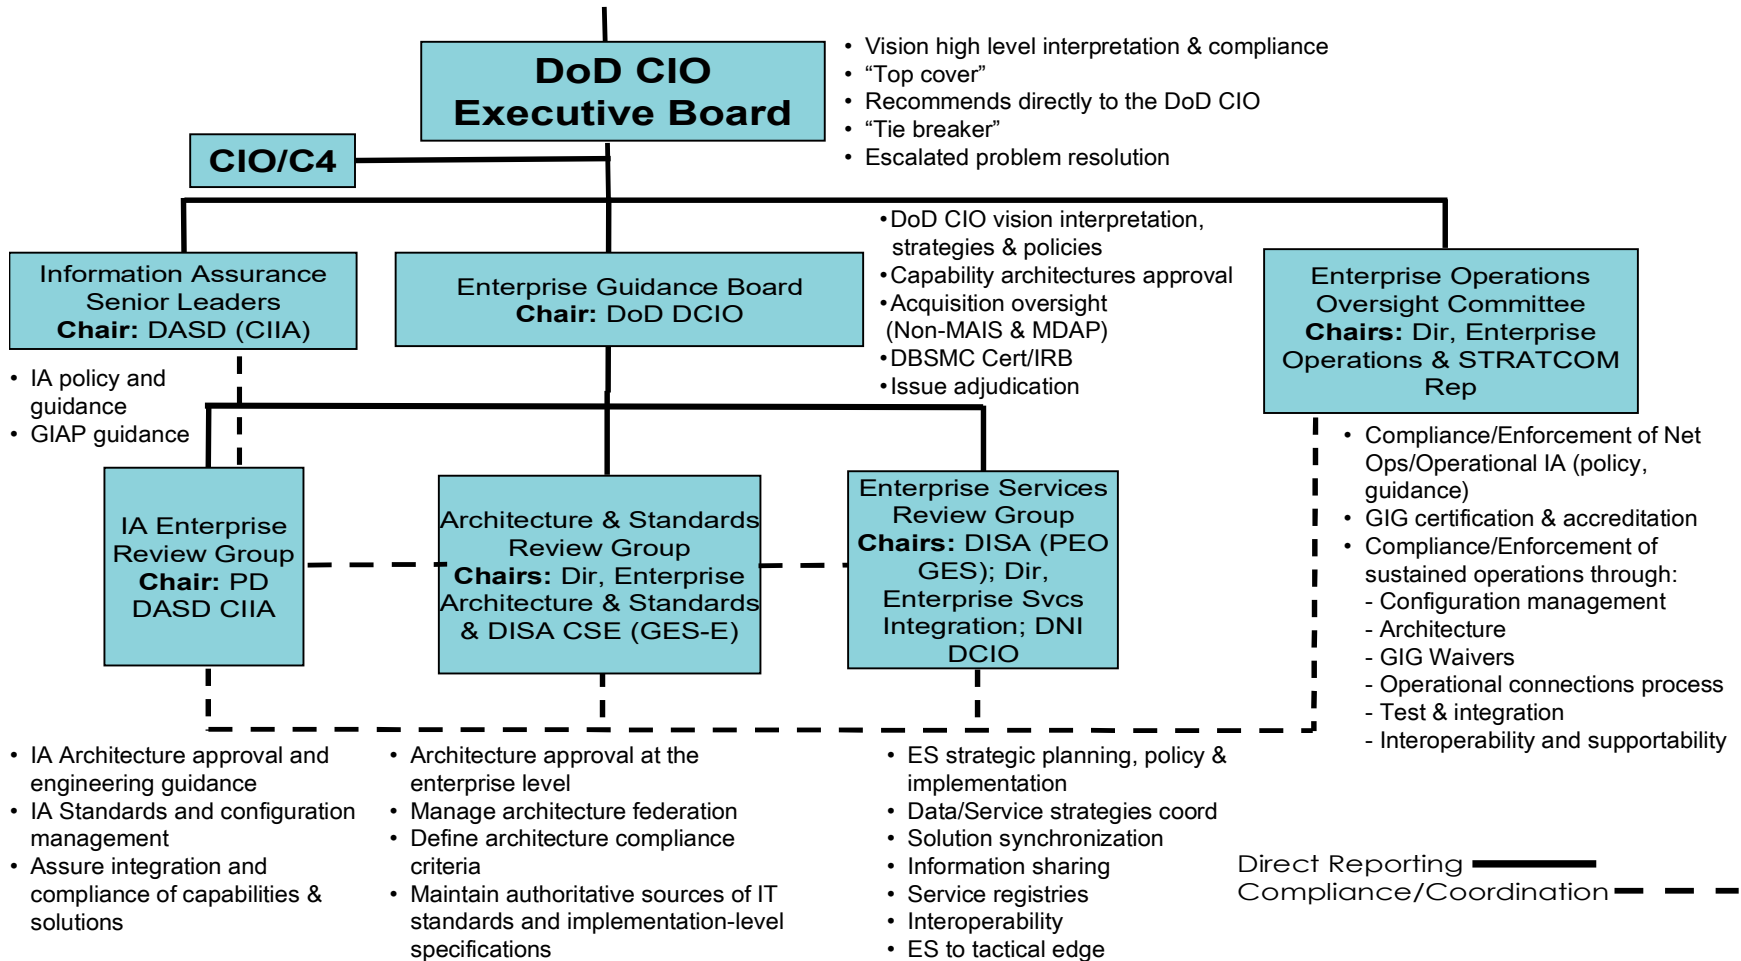 DoD CIO
Executive Board
• Vision high level interpretation & compliance
• “Top cover”
• Recommends directly to the DoD CIO
• “Tie breaker”
• Escalated problem resolution
CIO/C4
Information Assurance
Senior Leaders
Chair: DASD (CIIA)
• IA policy and
guidance
• GIAP guidance
Enterprise Guidance Board
Chair: DoD DCIO
•DoD CIO vision interpretation,
strategies & policies
•Capability architectures approval
•Acquisition oversight
(Non-MAIS & MDAP)
•DBSMC Cert/IRB
•Issue adjudication
Enterprise Operations
Oversight Committee
Chairs: Dir, Enterprise
Operations & STRATCOM
Rep
• Compliance/Enforcement of Net
Ops/Operational IA (policy,
guidance)
• GIG certification & accreditation
• Compliance/Enforcement of
sustained operations through:
- Configuration management
- Architecture
- GIG Waivers
- Operational connections process
- Test & integration
- Interoperability and supportability
IA Enterprise
Review Group
Chair: PD
DASD CIIA
Architecture & Standards
Review Group
Chairs: Dir, Enterprise
Architecture & Standards
& DISA CSE (GES-E)
Enterprise Services
Review Group
Chairs: DISA (PEO
GES); Dir,
Enterprise Svcs
Integration; DNI
DCIO
• IA Architecture approval and
engineering guidance
• IA Standards and configuration
management
• Assure integration and
compliance of capabilities &
solutions
• Architecture approval at the
enterprise level
• Manage architecture federation
• Define architecture compliance
criteria
• Maintain authoritative sources of IT
standards and implementation-level
specifications
• ES strategic planning, policy &
implementation
• Data/Service strategies coord
• Solution synchronization
• Information sharing
• Service registries
• Interoperability
• ES to tactical edge
Direct Reporting
Compliance/Coordination